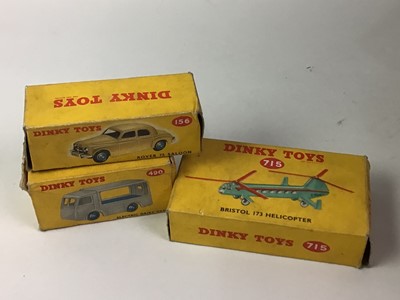 DINKY TOYS
DINKY TOYS
156
ROVER 75 SALOON
DINKY TOYS
490
DINKY TOYS
715
BRISTOL 173 HELICOPTER
DINKY TOYS
715